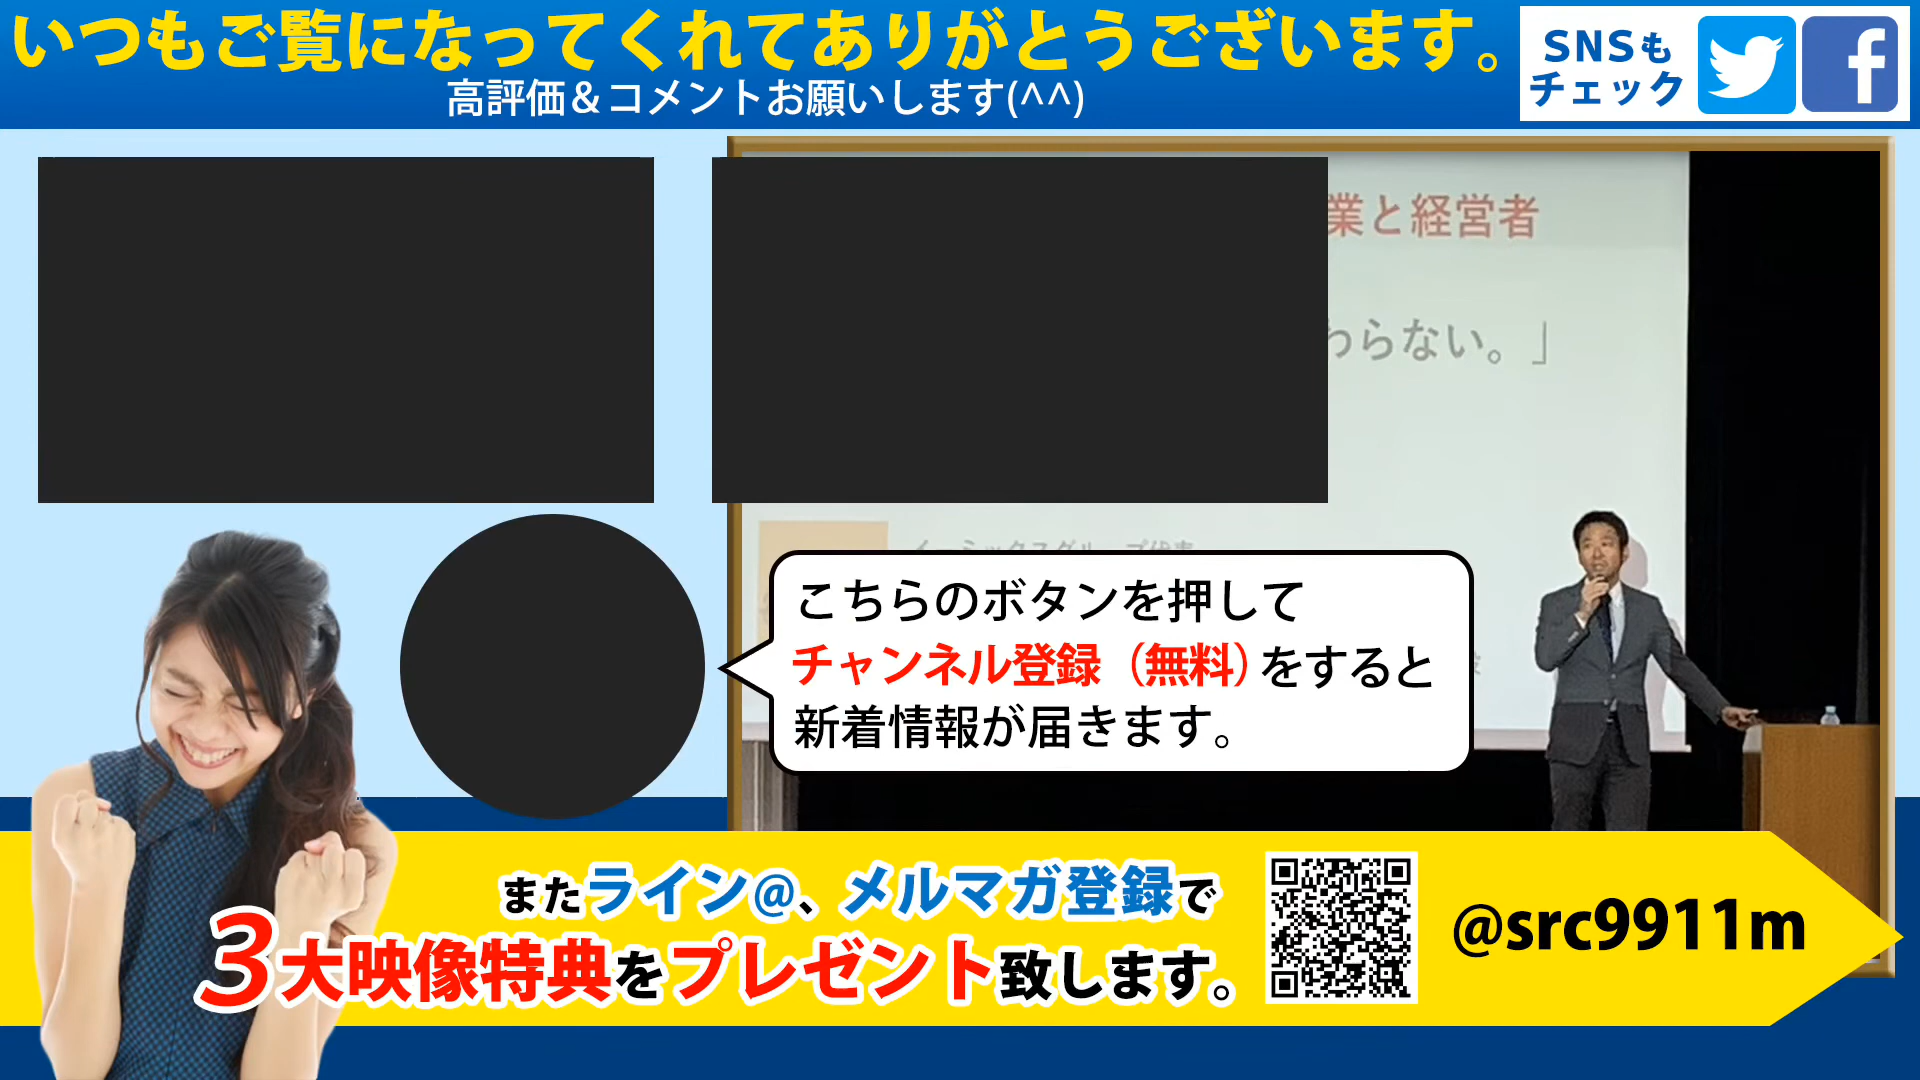 いつもご覧になってくれてありがとうございます。
高評価＆コメントお願いします(^^)
SNSも
チェック
f
業と経営者
わらない。」
こちらのボタンを押して
チャンネル登録（無料）をすると
新着情報が届きます。
またライン@、メルマガ登録で
3大映像特典をプレゼント致します。
@src9911m